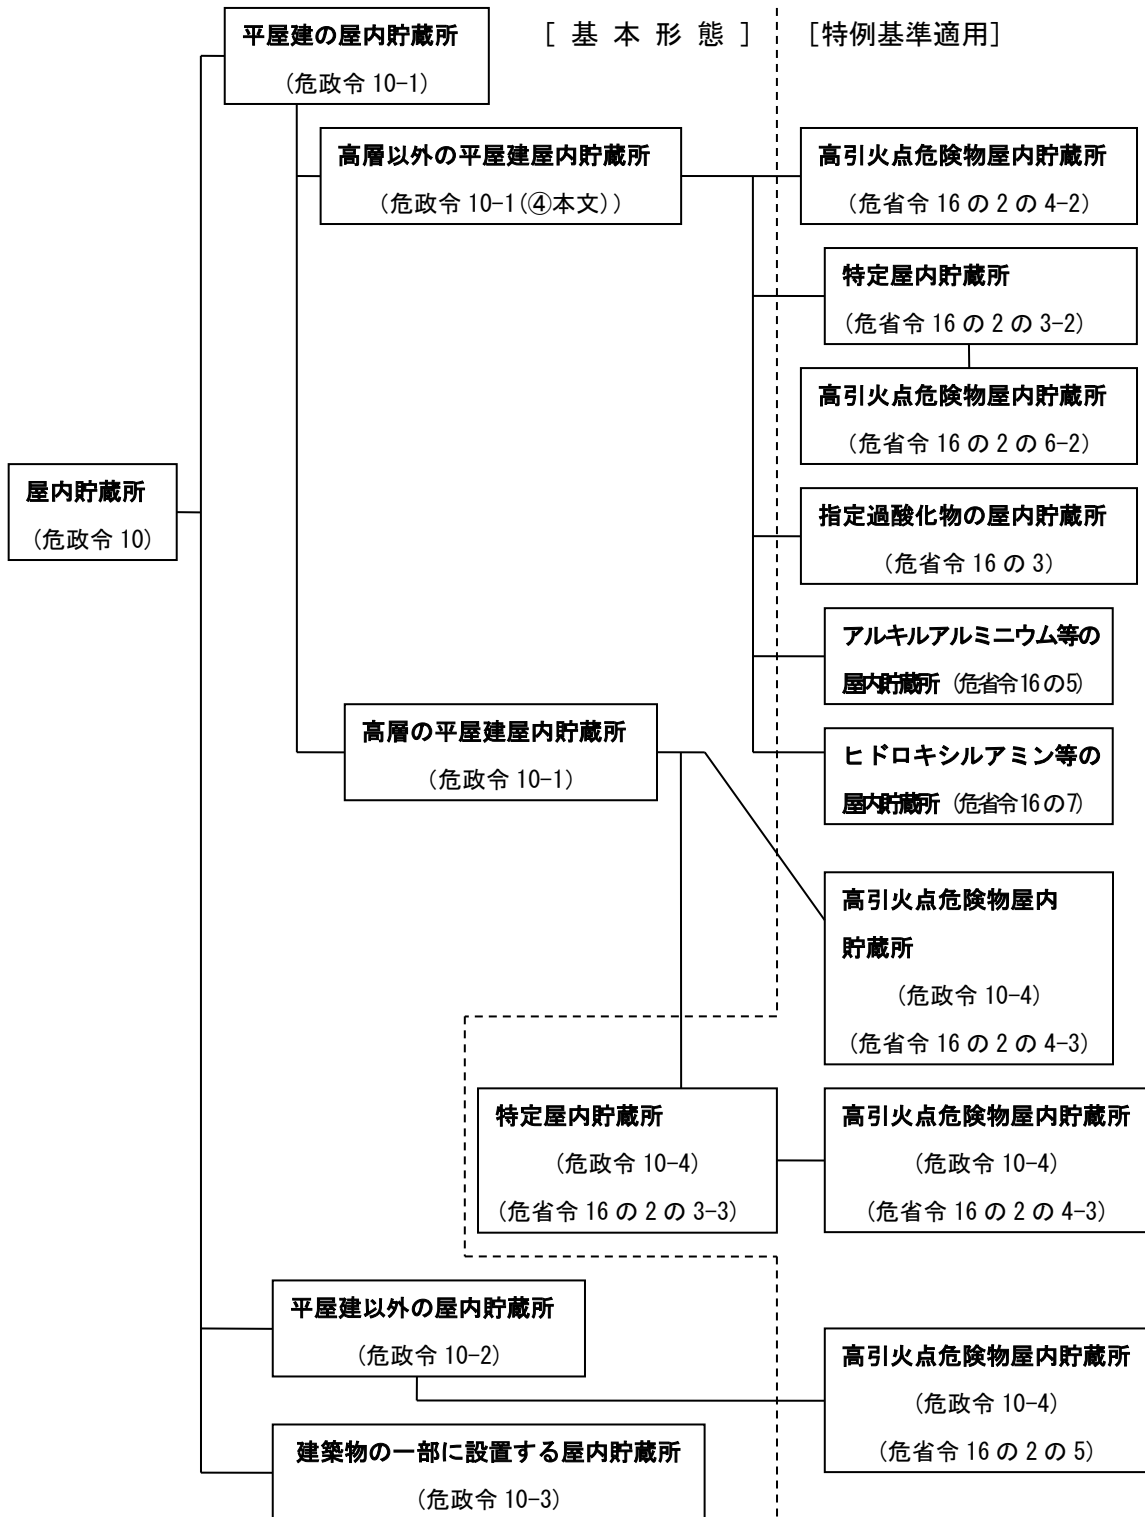 平屋建の屋内貯蔵所
(危政令 10-1)
[ 基 本 形 態 ]
[特例基準適用]
高層以外の平屋建屋内貯蔵所
(危政令 10-1(④本文))
高引火点危険物屋内貯蔵所
(危省令 16 の 2 の 4-2)
特定屋内貯蔵所
(危省令 16 の 2 の 3-2)
高引火点危険物屋内貯蔵所
(危省令 16 の 2 の 6-2)
屋内貯蔵所
(危政令 10)
指定過酸化物の屋内貯蔵所
(危省令 16 の 3)
アルキルアルミニウム等の
屋内貯蔵所 (危省令16の5)
高層の平屋建屋内貯蔵所
(危政令 10-1)
ヒドロキシルアミン等の
屋内貯蔵所 (危省令16の7)
高引火点危険物屋内
貯蔵所
(危政令 10-4)
(危省令 16 の 2 の 4-3)
特定屋内貯蔵所
(危政令 10-4)
(危省令 16 の 2 の 3-3)
高引火点危険物屋内貯蔵所
(危政令 10-4)
(危省令 16 の 2 の 4-3)
平屋建以外の屋内貯蔵所
(危政令 10-2)
高引火点危険物屋内貯蔵所
(危政令 10-4)
(危省令 16 の 2 の 5)
建築物の一部に設置する屋内貯蔵所
(危政令 10-3)